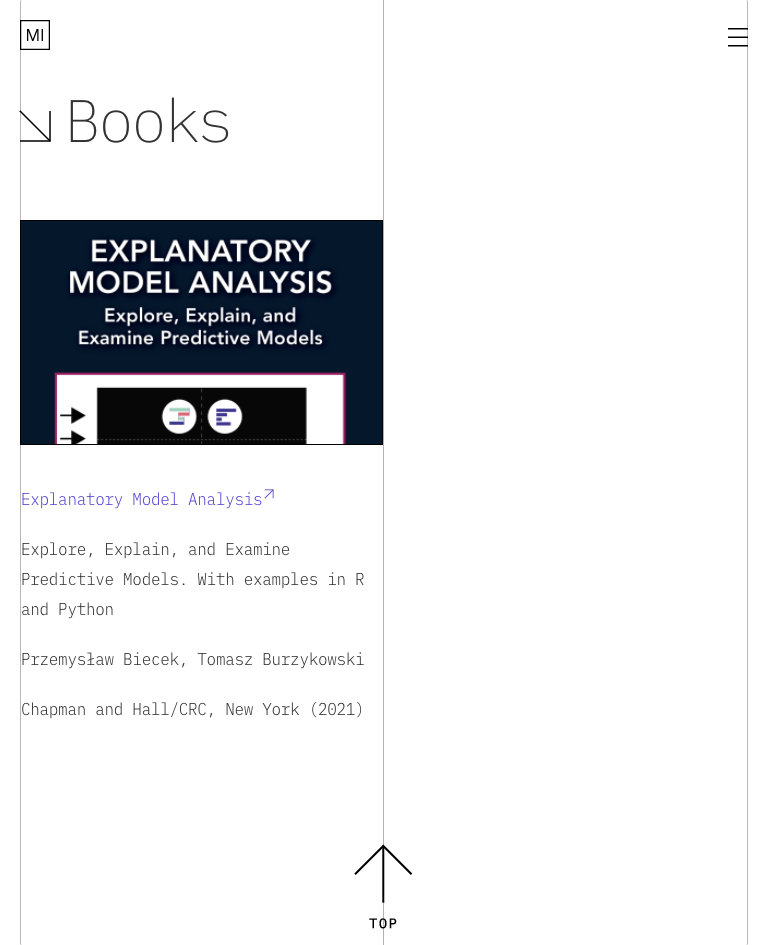 MI
Books
EXPLANATORY
MODEL ANALYSIS
Explore, Explain, and
Examine Predictive Models
Explanatory Model Analysis
Explore, Explain, and Examine
Predictive Models. With examples in R
and Python
Przemysław Biecek, Tomasz Burzykowski
Chapman and Hall/CRC, New York (2021)
TOP